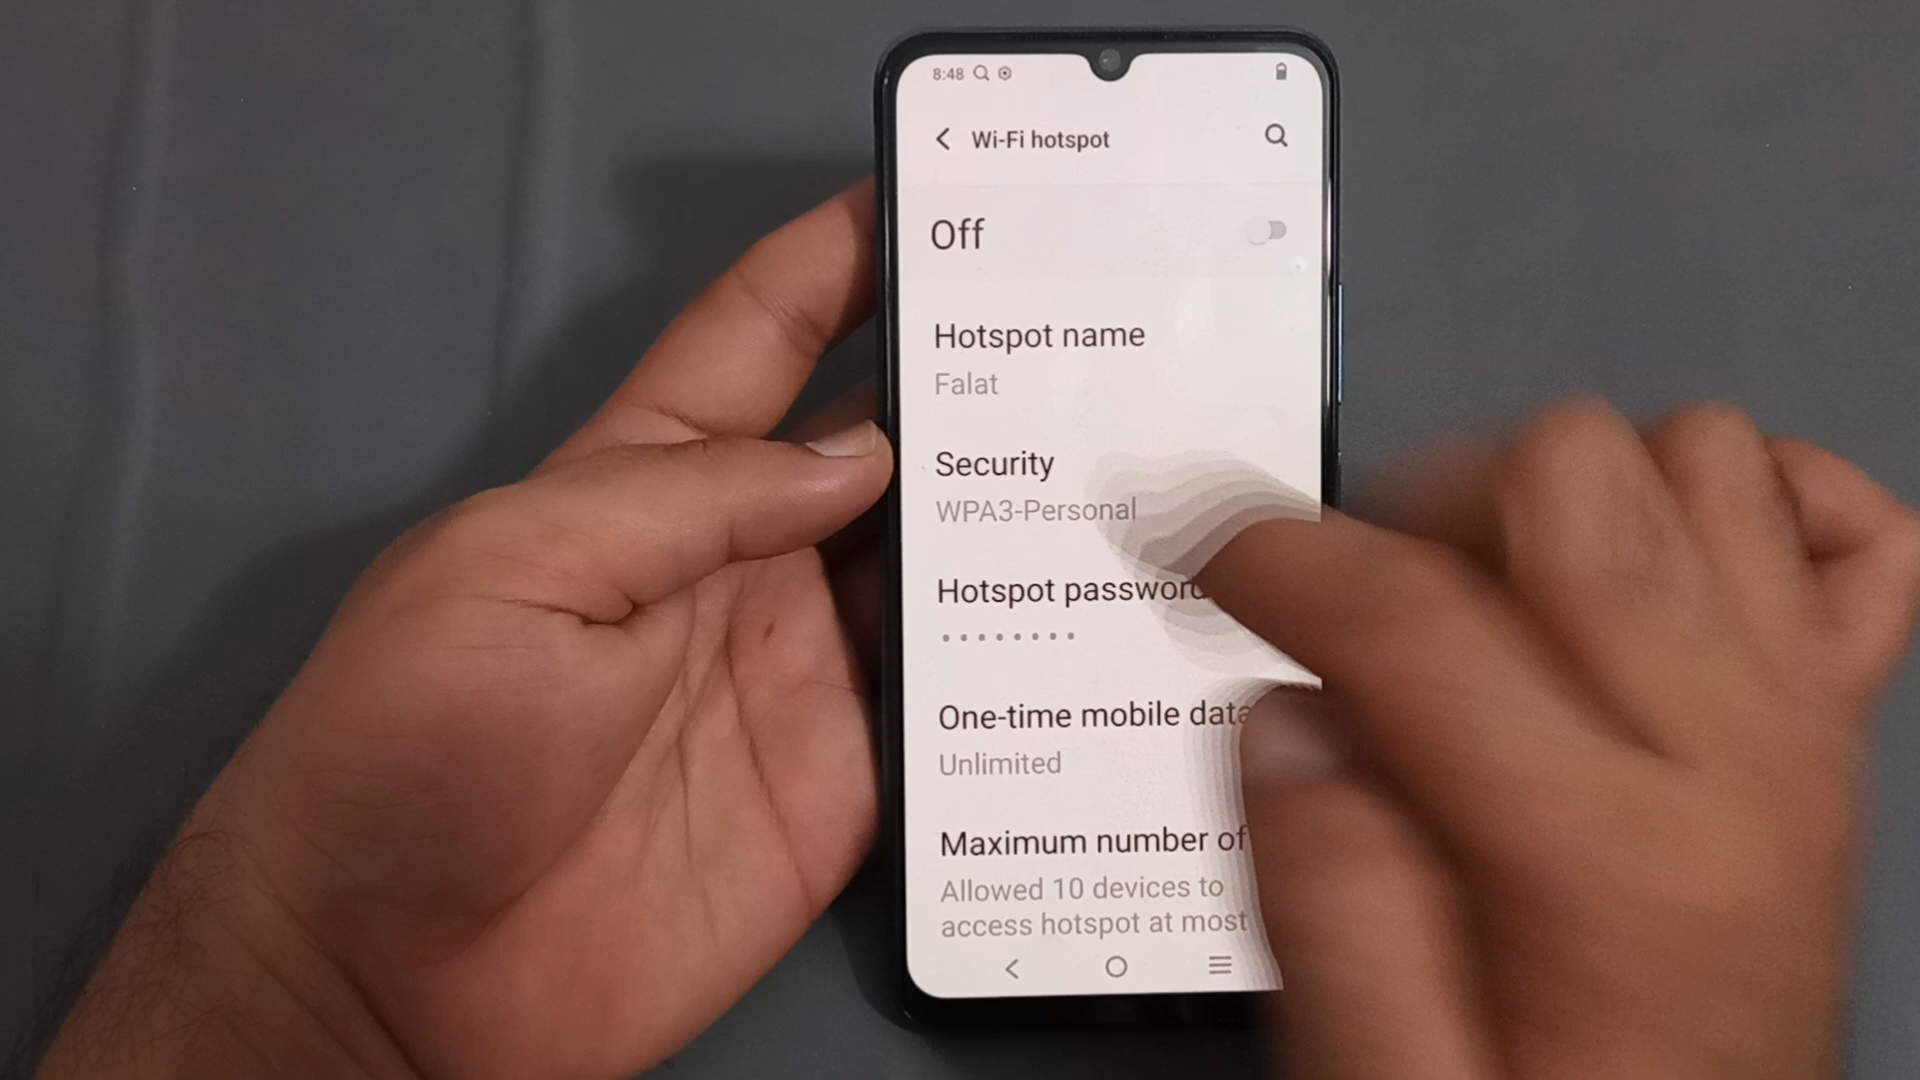 8:48
Wi-Fi hotspot
Off
Hotspot name
Falat
Security
WPA3-Personal
Hotspot password
........
One-time mobile data
Unlimited
Maximum number of
Allowed 10 devices to
access hotspot at most